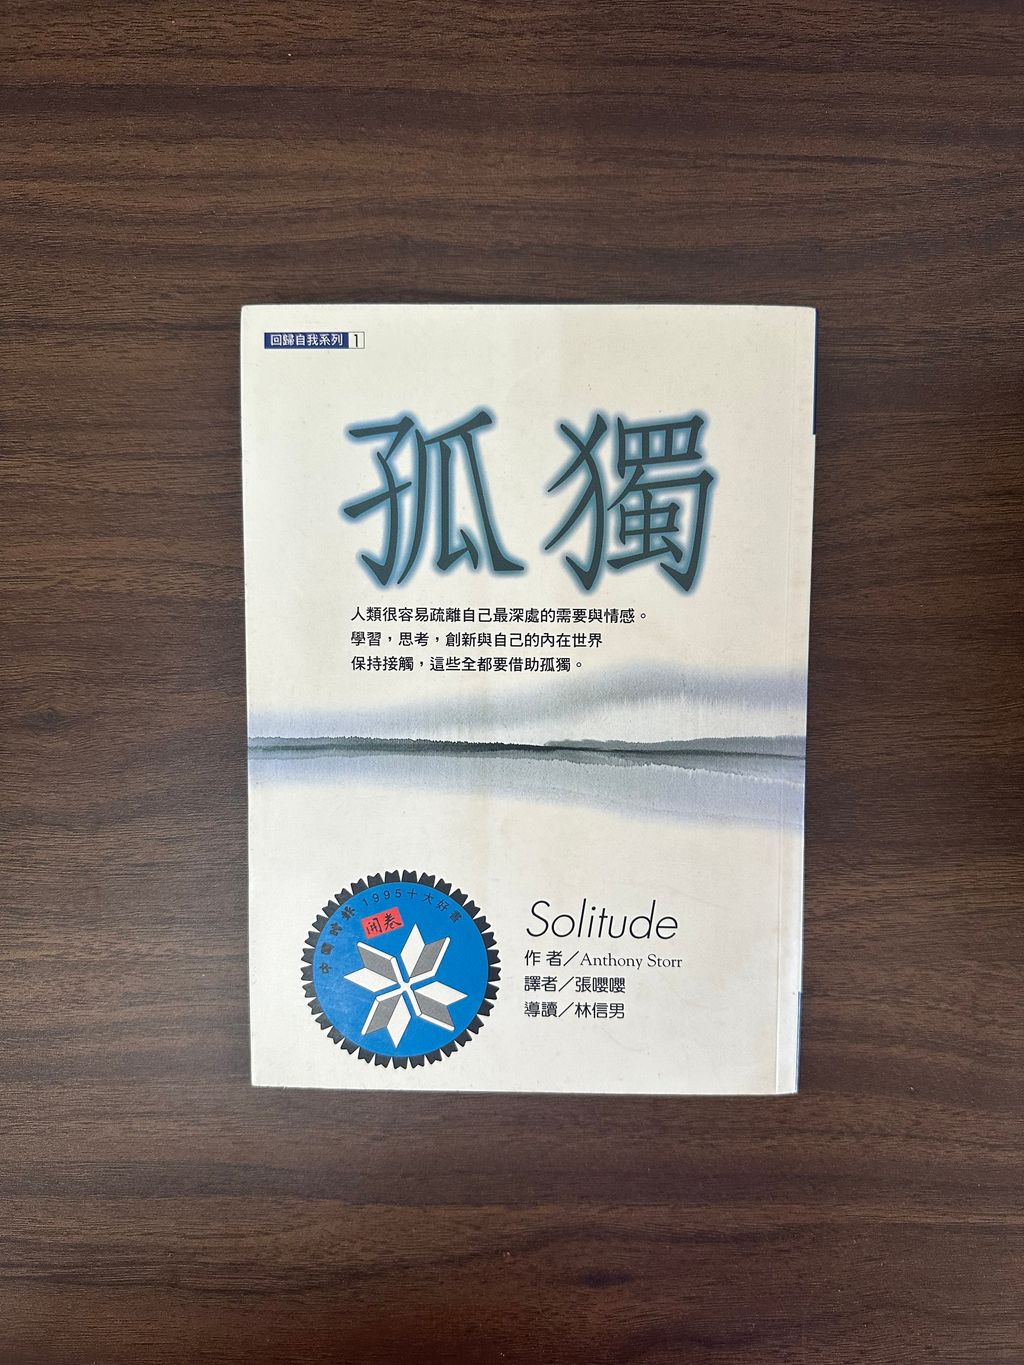 回歸自我系列 1
孤獨
人類很容易疏離自己最深處的需要與情感。
學習，思考，創新與自己的內在世界
保持接觸，這些全都要借助孤獨。
中國時報 1995十大好書
開卷
Solitude
作 者／Anthony Storr
譯者／張嚶嚶
導讀／林信男